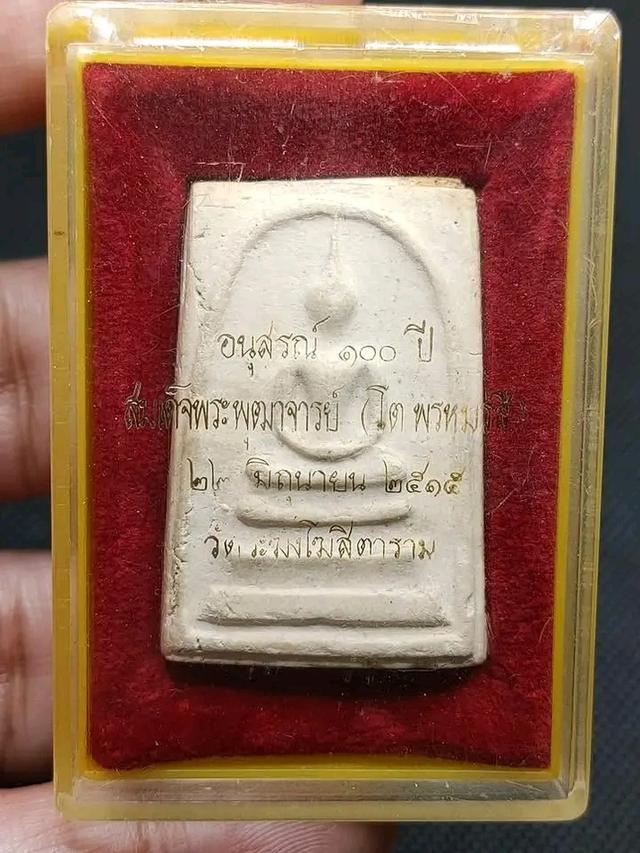 อนุสรณ์ ๑๐๐ ปี
สมเด็จพระพุฒาจารย์ (โต พรหมรังสี)
๒๒ มิถุนายน ๒๕๑๕
วัดระฆังโฆสิตาราม